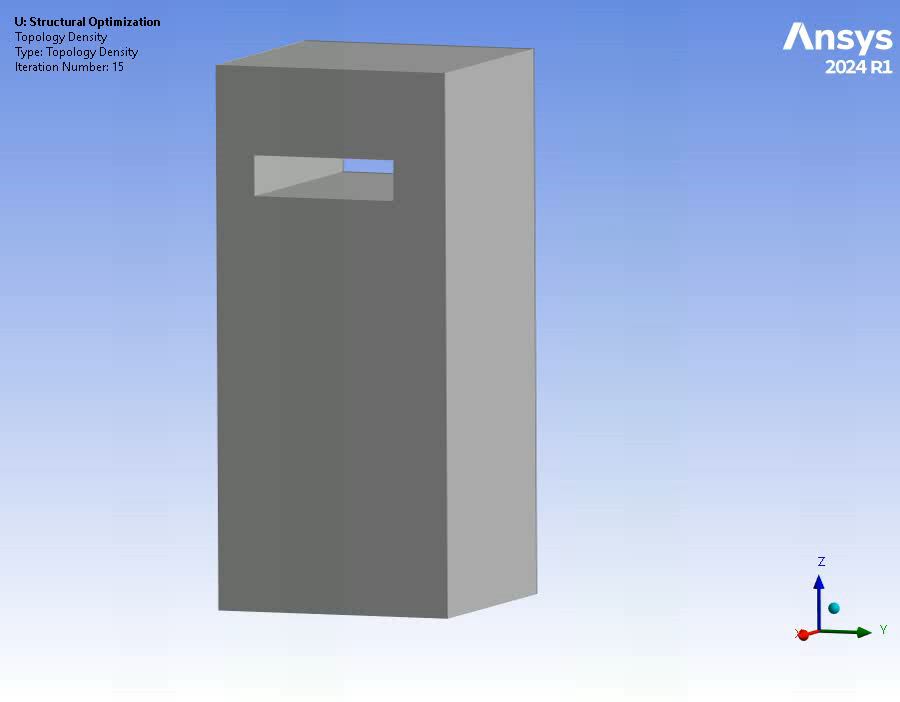 U: Structural Optimization
Topology Density
Type: Topology Density
Iteration Number: 15
Ansys
2024 R1
Z
X
Y